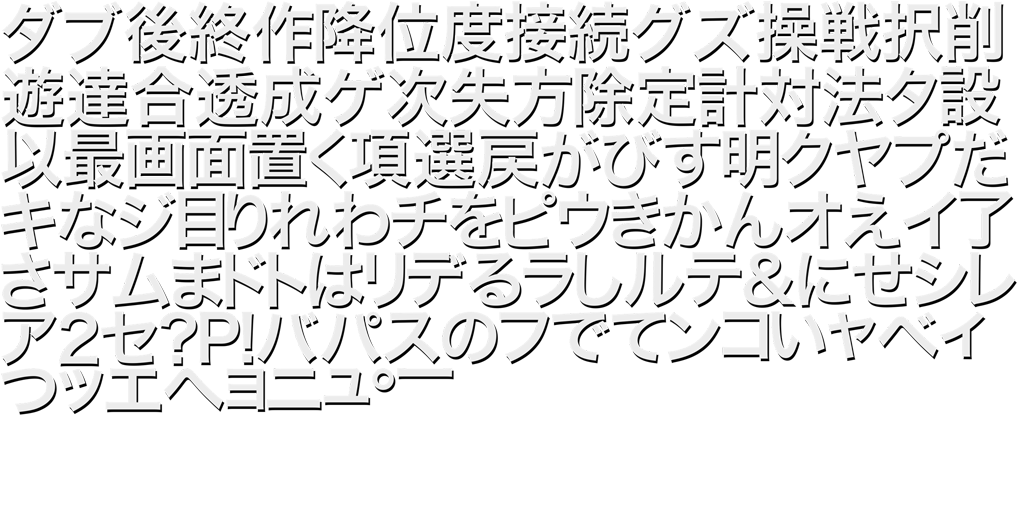 ダブ後終作降位度接続グズ操戦択削
遊達合透成ゲ次失方除定計対法タ設
以最画面置く項選戻がびす明クヤプだ
キなジ目りれわチをピウきかんオえイ了
さサムまドトはリデるラしルテ&にせシレ
ア2セ?P!バパスのフでてンコいャベィ
つツエヘョニュ°ー